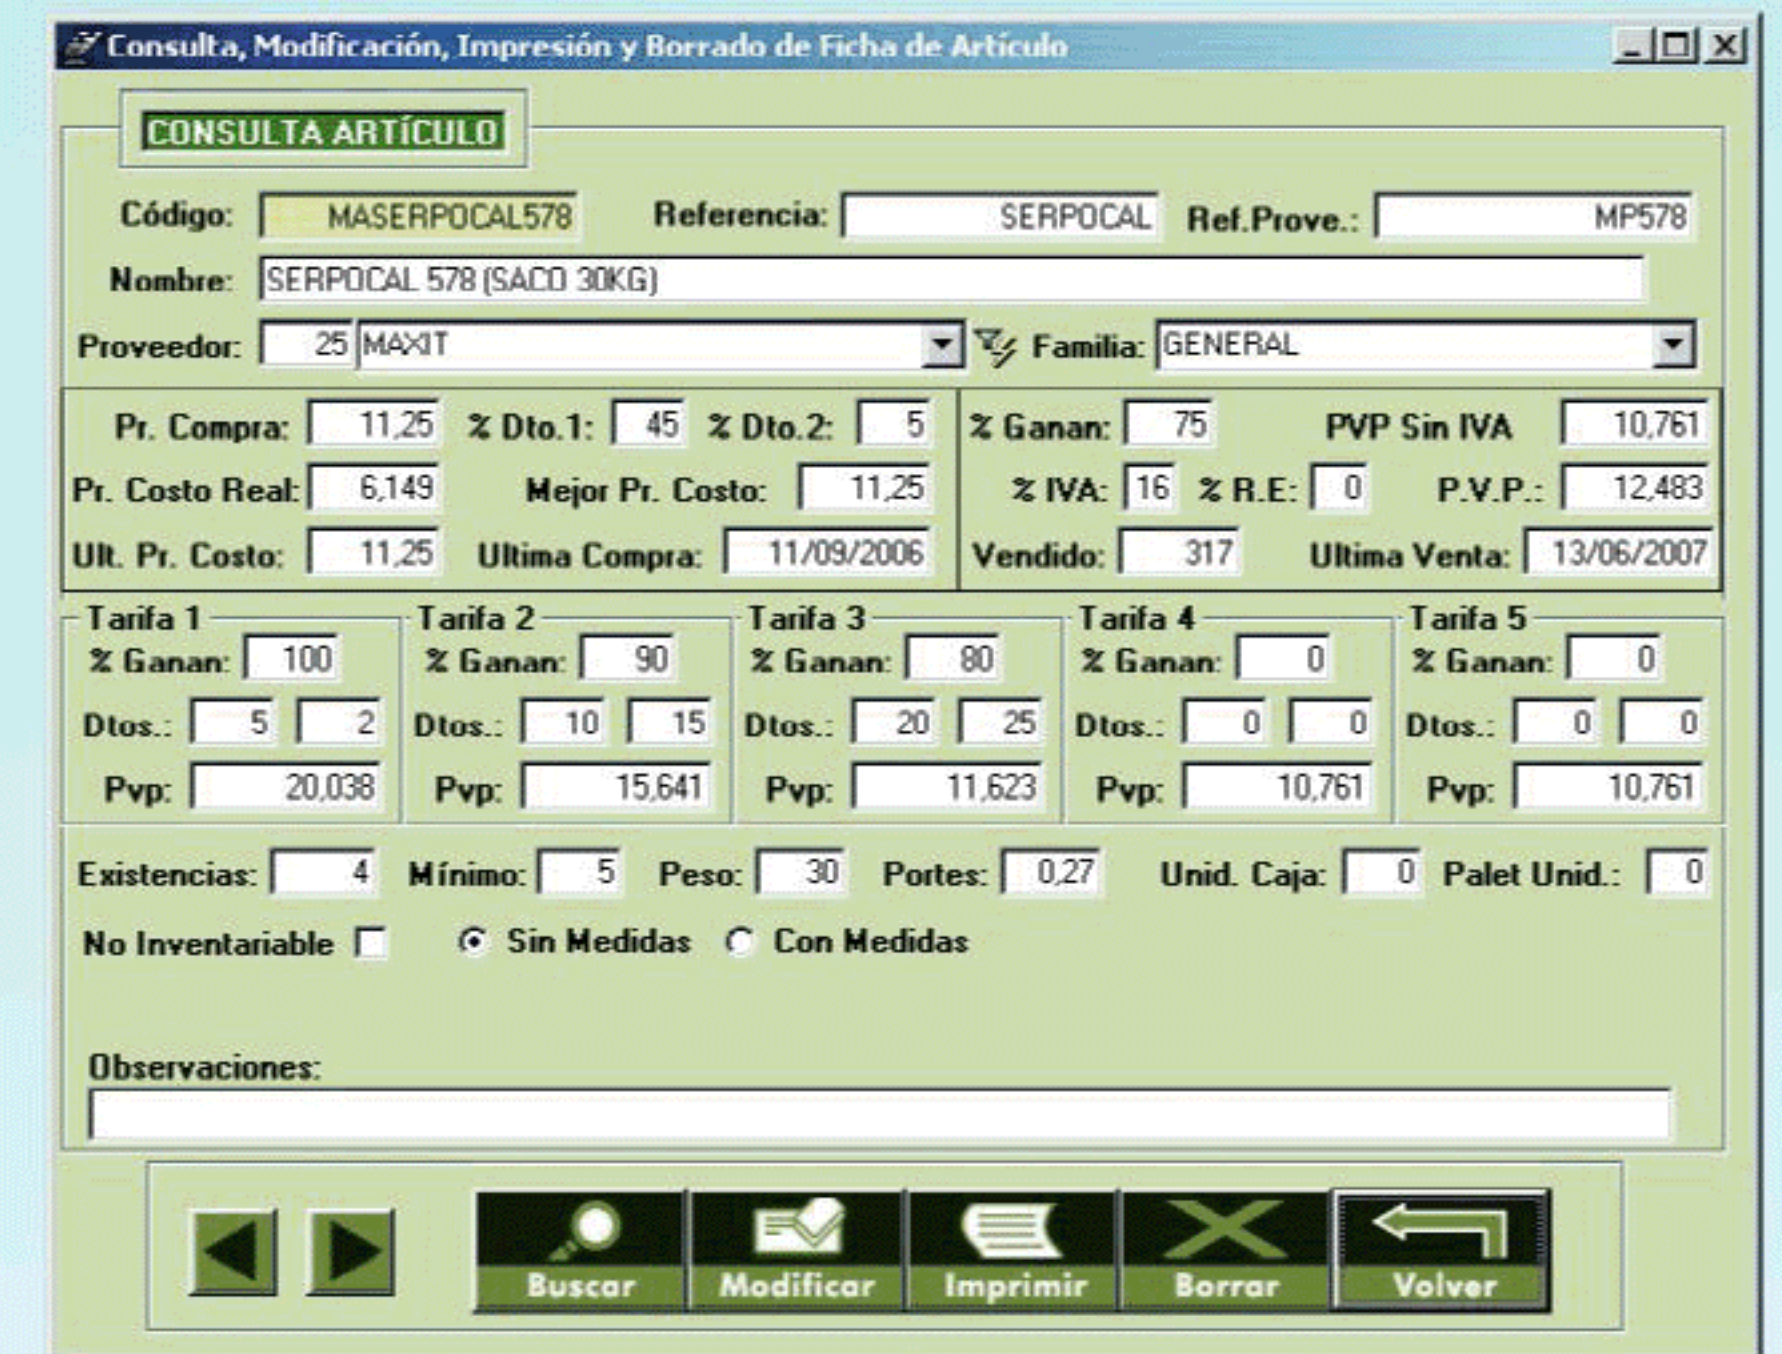 Consulta, Modificación, Impresión y Borrado de Ficha de Artículo
CONSULTA ARTÍCULO
Código: MASERPOCAL578 Referencia: SERPOCAL Ref.Prove.: MP578
Nombre: SERPOCAL 578 (SACO 30KG)
Proveedor: 25 MAXIT Familia: GENERAL
Pr. Compra: 11,25 % Dto.1: 45 % Dto.2: 5 % Ganan: 75 PVP Sin IVA 10,761
Pr. Costo Real: 6,149 Mejor Pr. Costo: 11,25 % IVA: 16 % R.E: 0 P.V.P.: 12,483
Ult. Pr. Costo: 11,25 Ultima Compra: 11/09/2006 Vendido: 317 Ultima Venta: 13/06/2007
Tarifa 1 Tarifa 2 Tarifa 3 Tarifa 4 Tarifa 5
% Ganan: 100 % Ganan: 90 % Ganan: 80 % Ganan: 0 % Ganan: 0
Dtos.: 5 2 Dtos.: 10 15 Dtos.: 20 25 Dtos.: 0 0 Dtos.: 0 0
Pvp: 20,038 Pvp: 15,641 Pvp: 11,623 Pvp: 10,761 Pvp: 10,761
Existencias: 4 Mínimo: 5 Peso: 30 Portes: 0,27 Unid. Caja: 0 Palet Unid.: 0
No Inventariable Sin Medidas Con Medidas
Observaciones:
Buscar Modificar Imprimir Borrar Volver